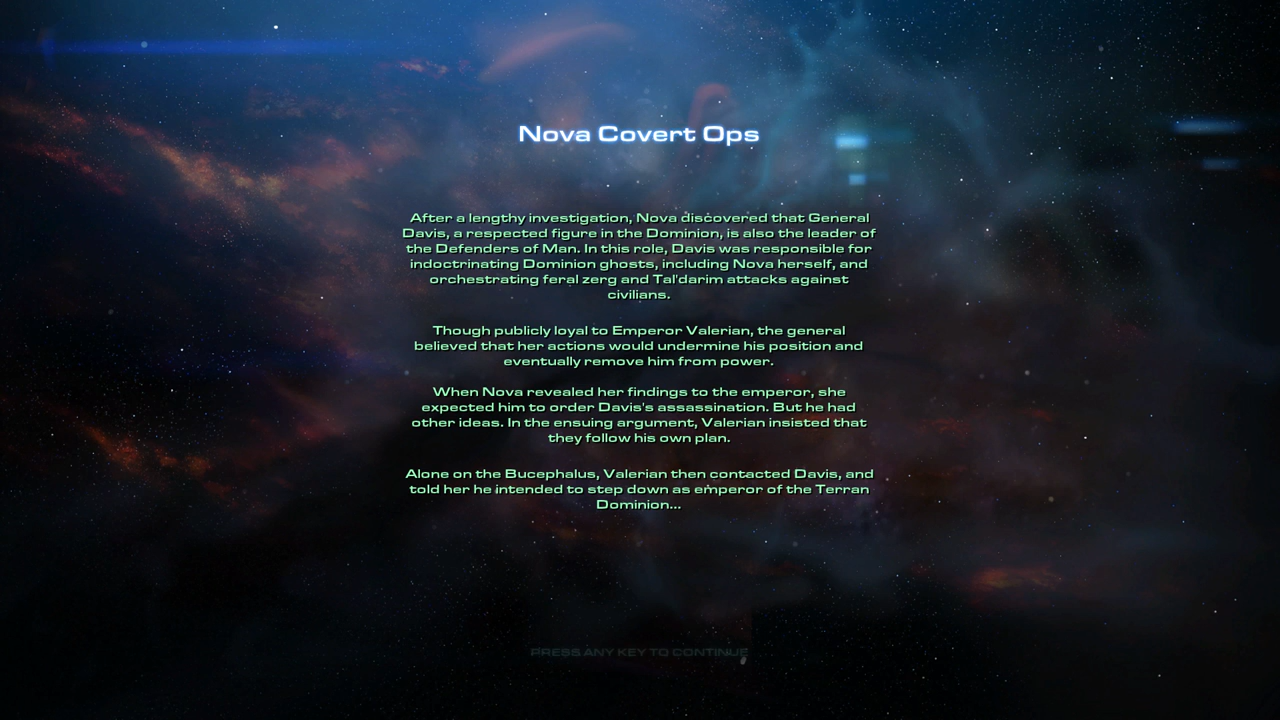 Nova Covert Ops
After a lengthy investigation, Nova discovered that General
Davis, a respected figure in the Dominion, is also the leader of
the Defenders of Man. In this role, Davis was responsible for
indoctrinating Dominion ghosts, including Nova herself, and
orchestrating feral zerg and Tal'darim attacks against
civilians.
Though publicly loyal to Emperor Valerian, the general
believed that her actions would undermine his position and
eventually remove him from power.
When Nova revealed her findings to the emperor, she
expected him to order Davis's assassination. But he had
other ideas. In the ensuing argument, Valerian insisted that
they follow his own plan.
Alone on the Bucephalus, Valerian then contacted Davis, and
told her he intended to step down as emperor of the Terran
Dominion...
PRESS ANY KEY TO CONTINUE